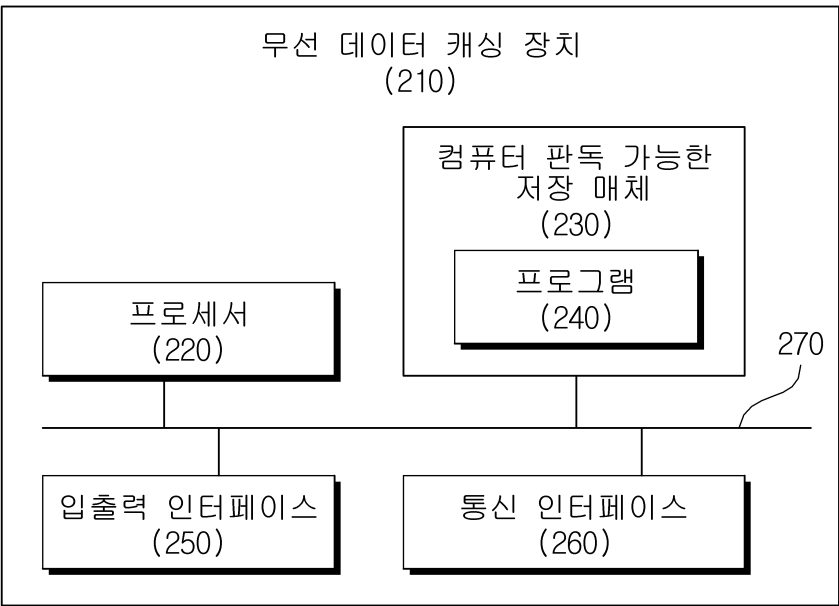 무선 데이터 캐싱 장치
(210)
컴퓨터 판독 가능한
저장 매체
(230)
프로그램
(240)
프로세서
(220)
270
입출력 인터페이스
(250)
통신 인터페이스
(260)